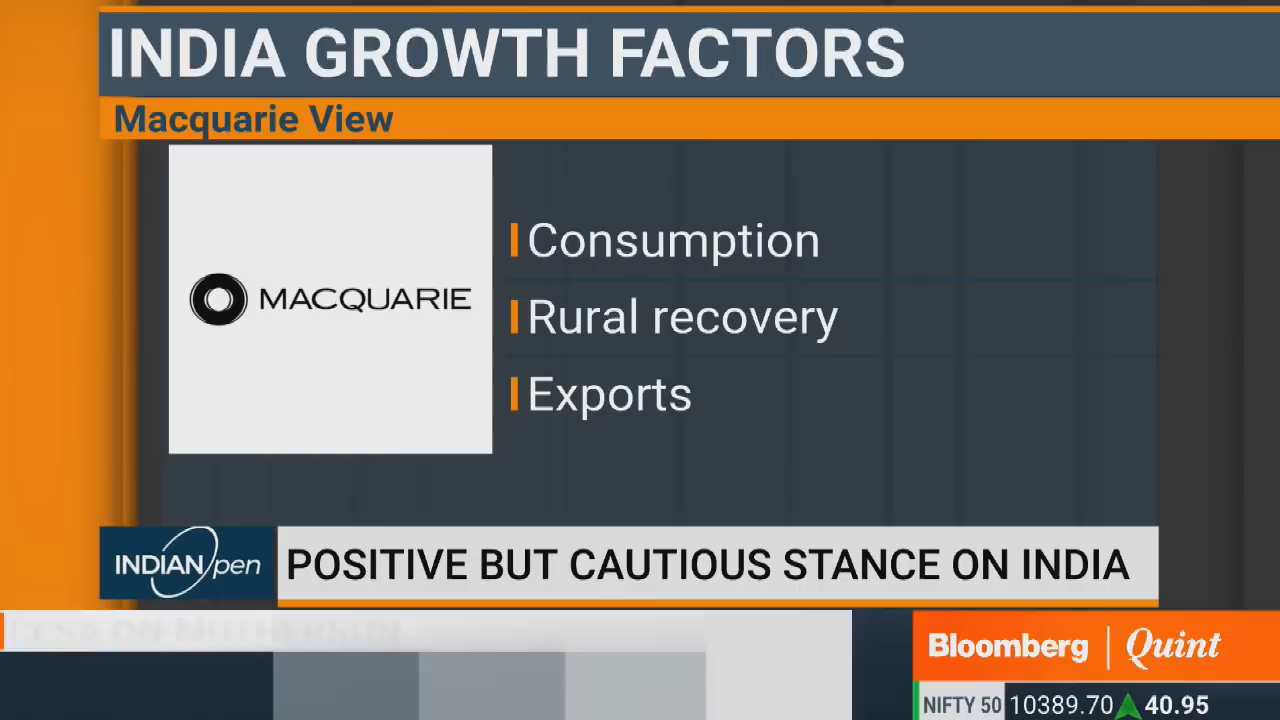 INDIA GROWTH FACTORS
Macquarie View
MACQUARIE
Consumption
Rural recovery
Exports
INDIAN Open
POSITIVE BUT CAUTIOUS STANCE ON INDIA
Bloomberg | Quint
NIFTY 50 10389.70 ▲ 40.95